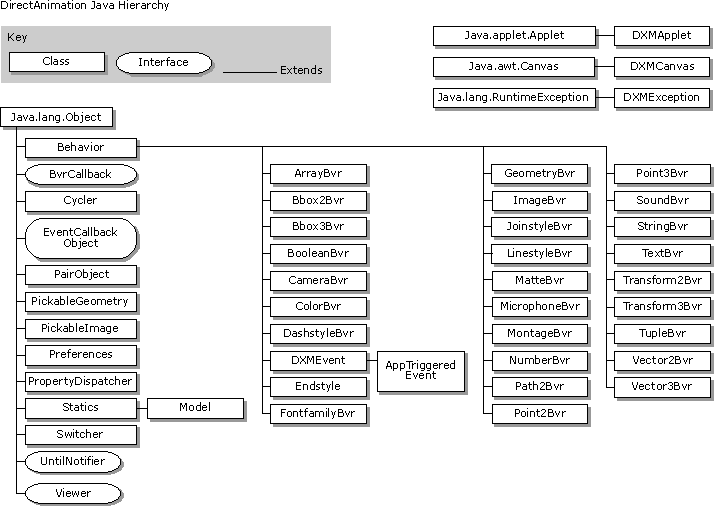 DirectAnimation Java Hierarchy
Key
Class
Interface
Extends
Java.applet.Applet
DXMApplet
Java.awt.Canvas
DXMCanvas
Java.lang.RuntimeException
DXMException
Java.lang.Object
Behavior
BvrCallback
Cycler
EventCallback
Object
PairObject
PickableGeometry
PickableImage
Preferences
PropertyDispatcher
Statics
Model
Switcher
UntilNotifier
Viewer
ArrayBvr
Bbox2Bvr
Bbox3Bvr
BooleanBvr
CameraBvr
ColorBvr
DashstyleBvr
DXMEvent
AppTriggered
Event
Endstyle
FontfamilyBvr
GeometryBvr
ImageBvr
JoinstyleBvr
LinestyleBvr
MatteBvr
MicrophoneBvr
MontageBvr
NumberBvr
Path2Bvr
Point2Bvr
Point3Bvr
SoundBvr
StringBvr
TextBvr
Transform2Bvr
Transform3Bvr
TupleBvr
Vector2Bvr
Vector3Bvr